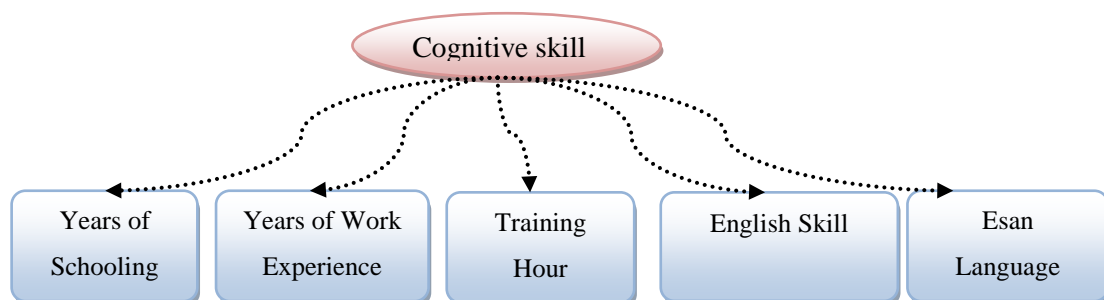 Cognitive skill
Years of
Schooling
Years of Work
Experience
Training
Hour
English Skill
Esan
Language